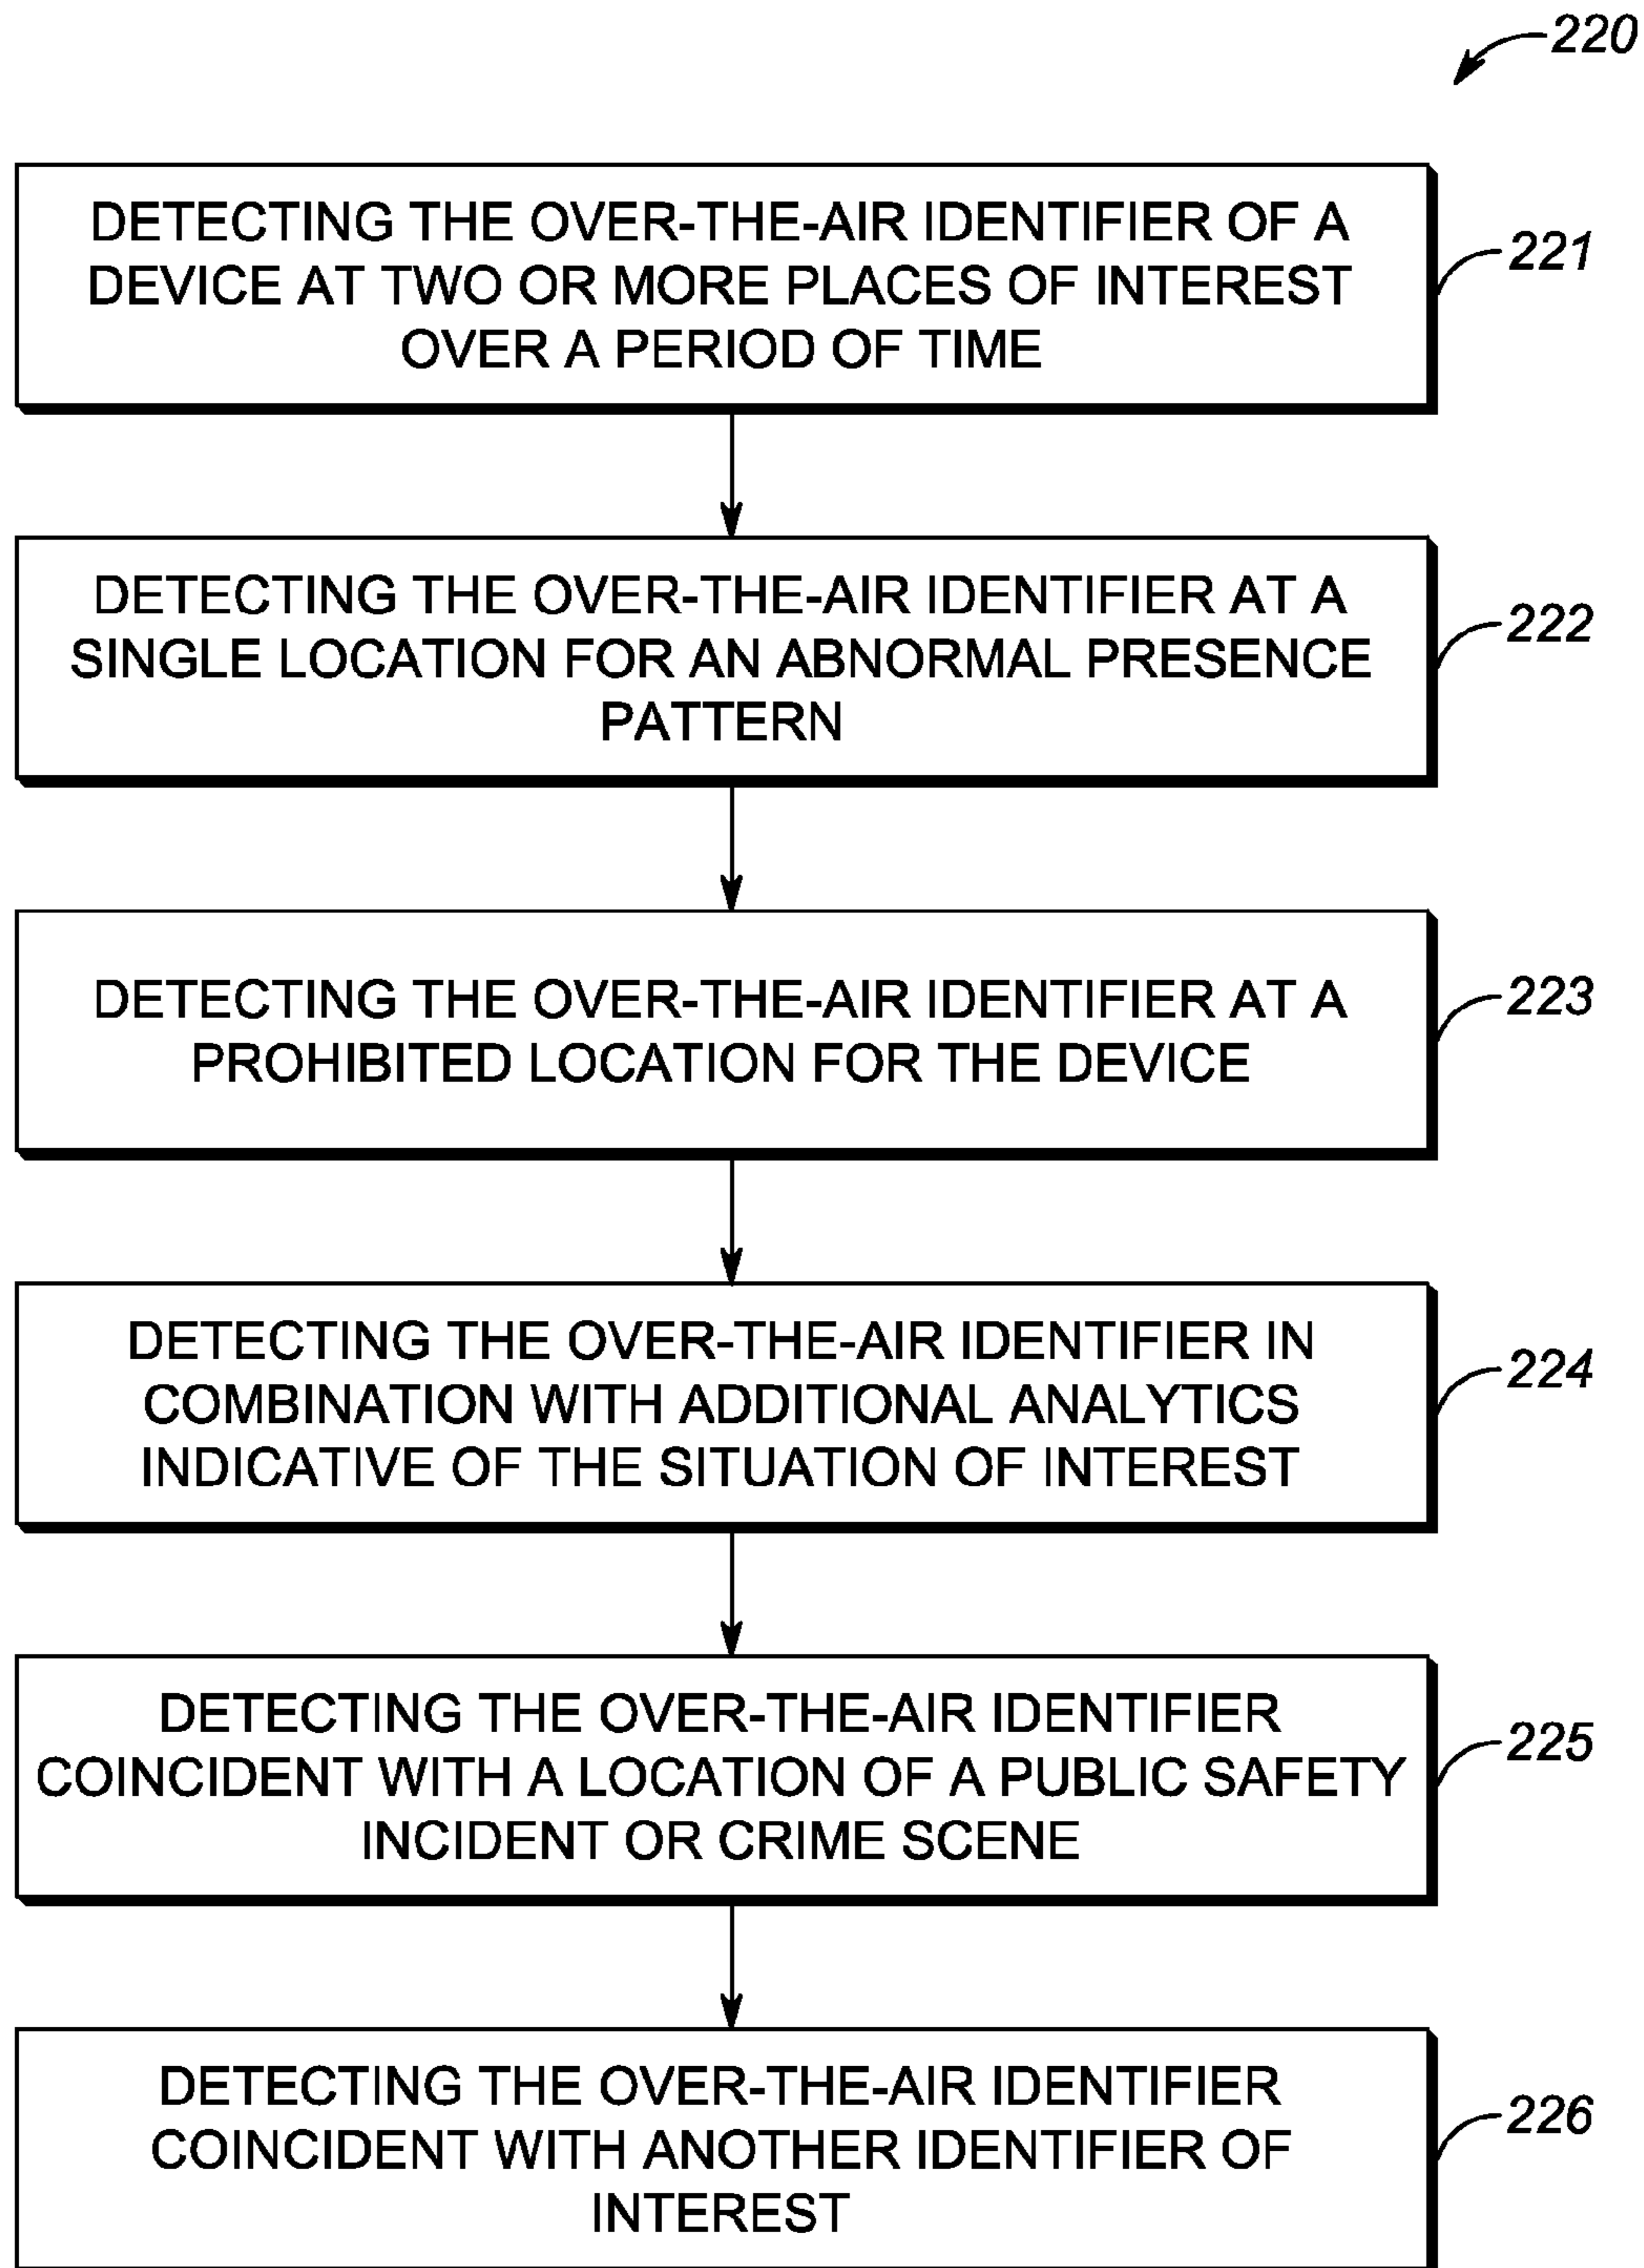 220
DETECTING THE OVER-THE-AIR IDENTIFIER OF A
DEVICE AT TWO OR MORE PLACES OF INTEREST
OVER A PERIOD OF TIME
221
DETECTING THE OVER-THE-AIR IDENTIFIER AT A
SINGLE LOCATION FOR AN ABNORMAL PRESENCE
PATTERN
222
DETECTING THE OVER-THE-AIR IDENTIFIER AT A
PROHIBITED LOCATION FOR THE DEVICE
223
DETECTING THE OVER-THE-AIR IDENTIFIER IN
COMBINATION WITH ADDITIONAL ANALYTICS
INDICATIVE OF THE SITUATION OF INTEREST
224
DETECTING THE OVER-THE-AIR IDENTIFIER
COINCIDENT WITH A LOCATION OF A PUBLIC SAFETY
INCIDENT OR CRIME SCENE
225
DETECTING THE OVER-THE-AIR IDENTIFIER
COINCIDENT WITH ANOTHER IDENTIFIER OF
INTEREST
226